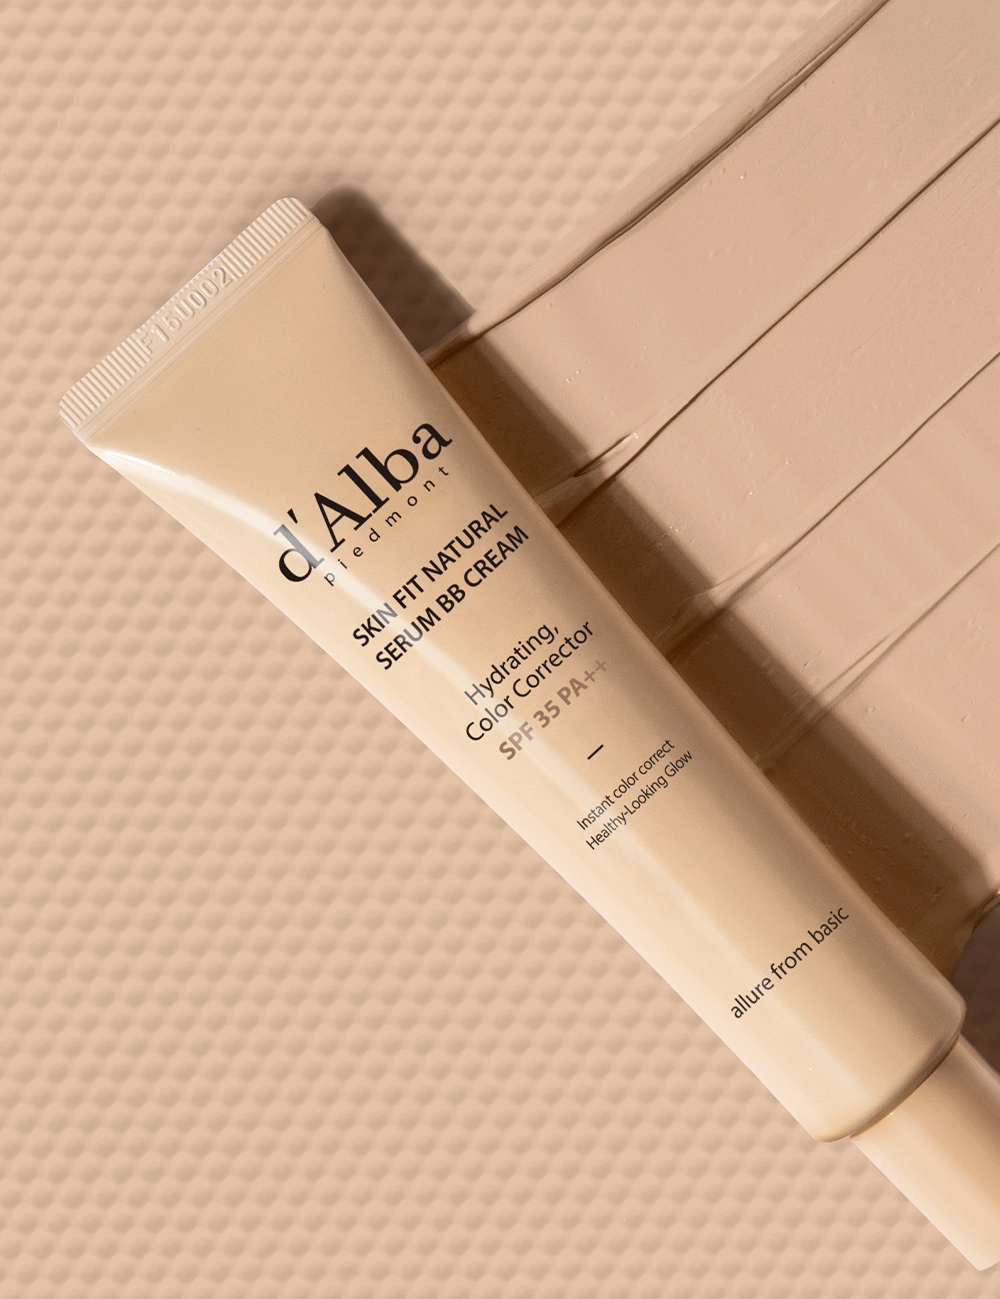 F15U002
d'Alba
piedmont
SKIN FIT NATURAL
SERUM BB CREAM
Hydrating,
Color Corrector
SPF 35 PA++
Instant color correct
Healthy-Looking Glow
allure from basic